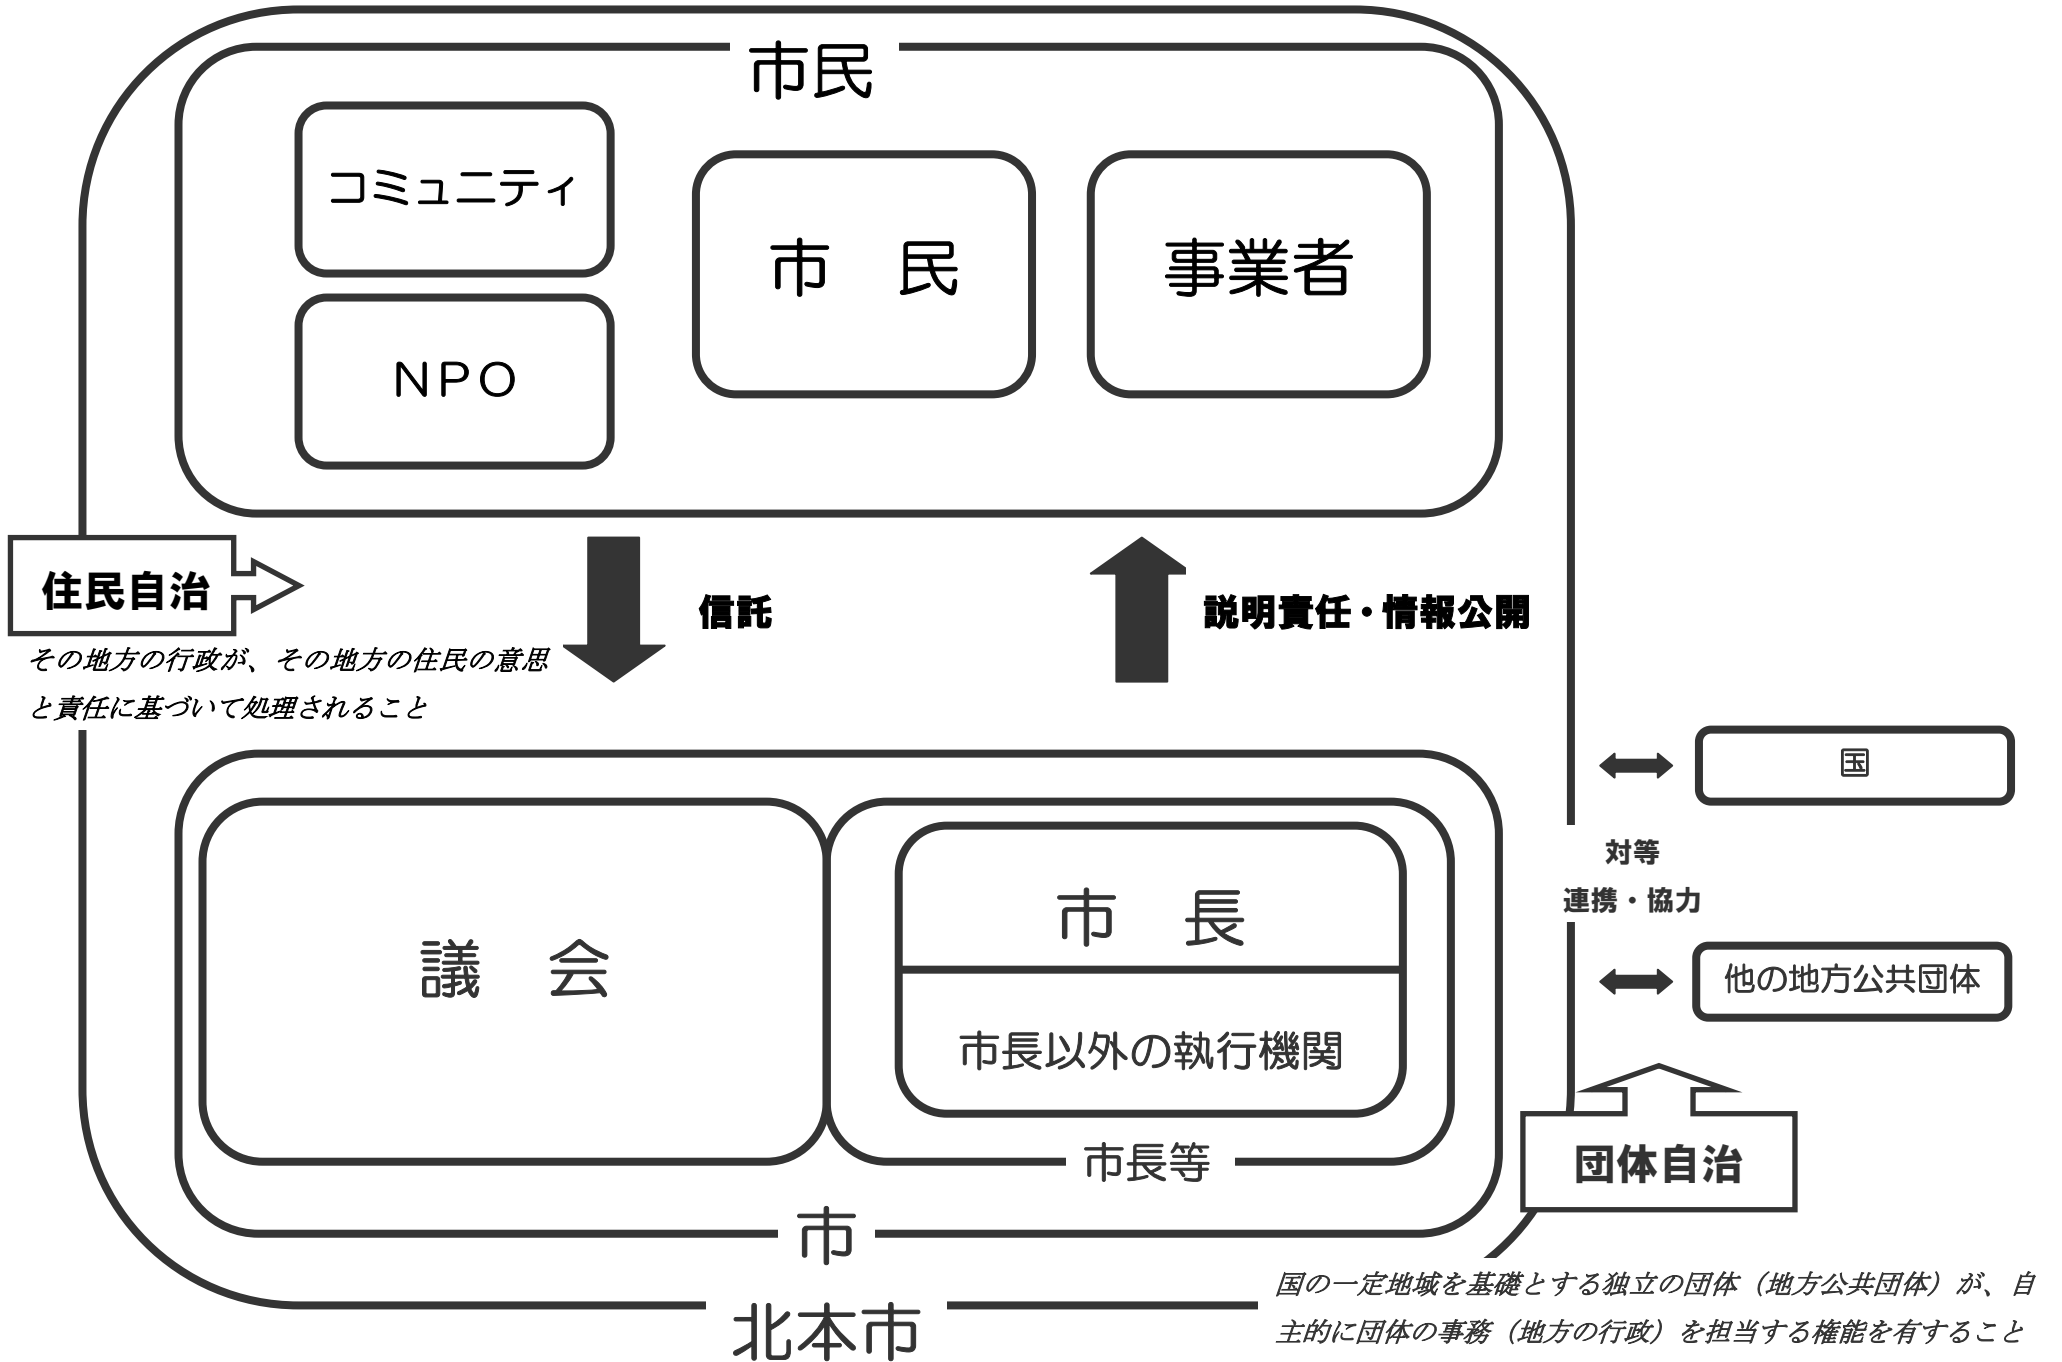 市民
コミュニティ
市　民
事業者
ＮＰＯ
住民自治
信託
説明責任・情報公開
その地方の行政が、その地方の住民の意思
と責任に基づいて処理されること
国
対等
連携・協力
他の地方公共団体
議　会
市　長
市長以外の執行機関
市長等
団体自治
市
国の一定地域を基礎とする独立の団体（地方公共団体）が、自
主的に団体の事務（地方の行政）を担当する権能を有すること
北本市